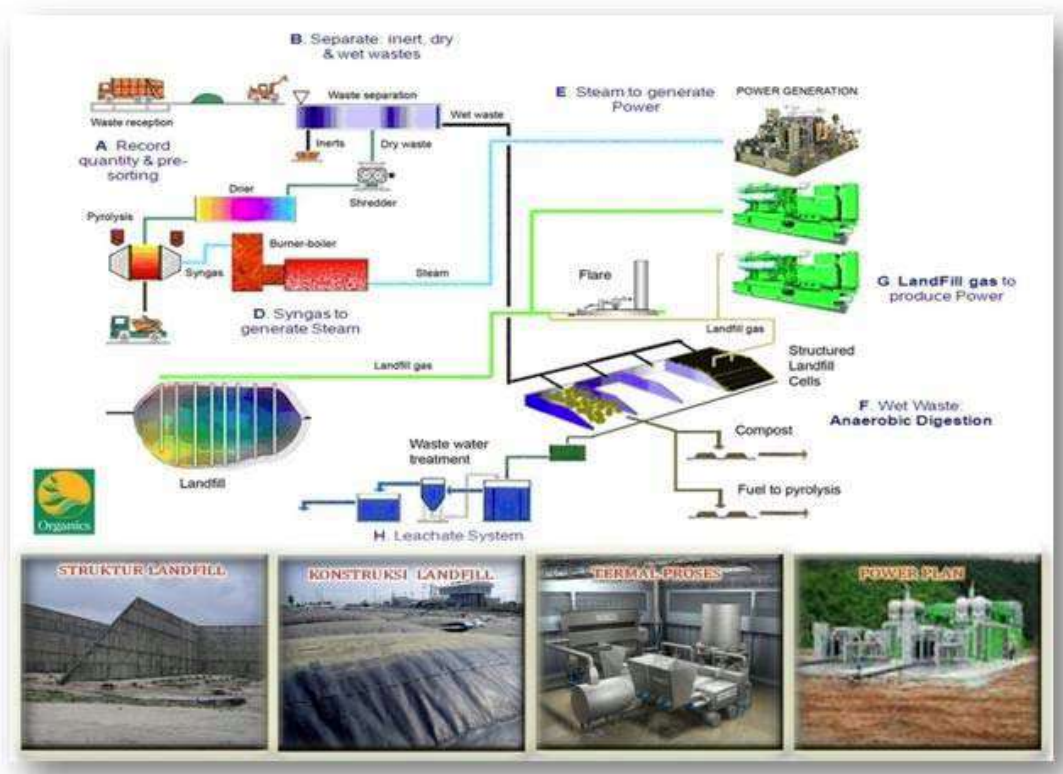 B. Separate: inert, dry
& wet wastes
Waste separation
Wet waste
E. Steam to generate
Power
POWER GENERATION
Waste reception
A. Record
quantity & pre-
sorting
Inerts
Dry waste
Shredder
Drier
Pyrolysis
Syngas
Burner-boiler
Steam
D. Syngas to
generate Steam
Flare
G. LandFill gas to
produce Power
Landfill gas
Landfill gas
Structured
Landfill
Cells
F. Wet Waste:
Anaerobic Digestion
Landfill
Waste water
treatment
Compost
Fuel to pyrolysis
H. Leachate System
Organics
STRUKTUR LANDFILL
KONSTRUKSI LANDFILL
TERMAL PROSES
POWER PLAN